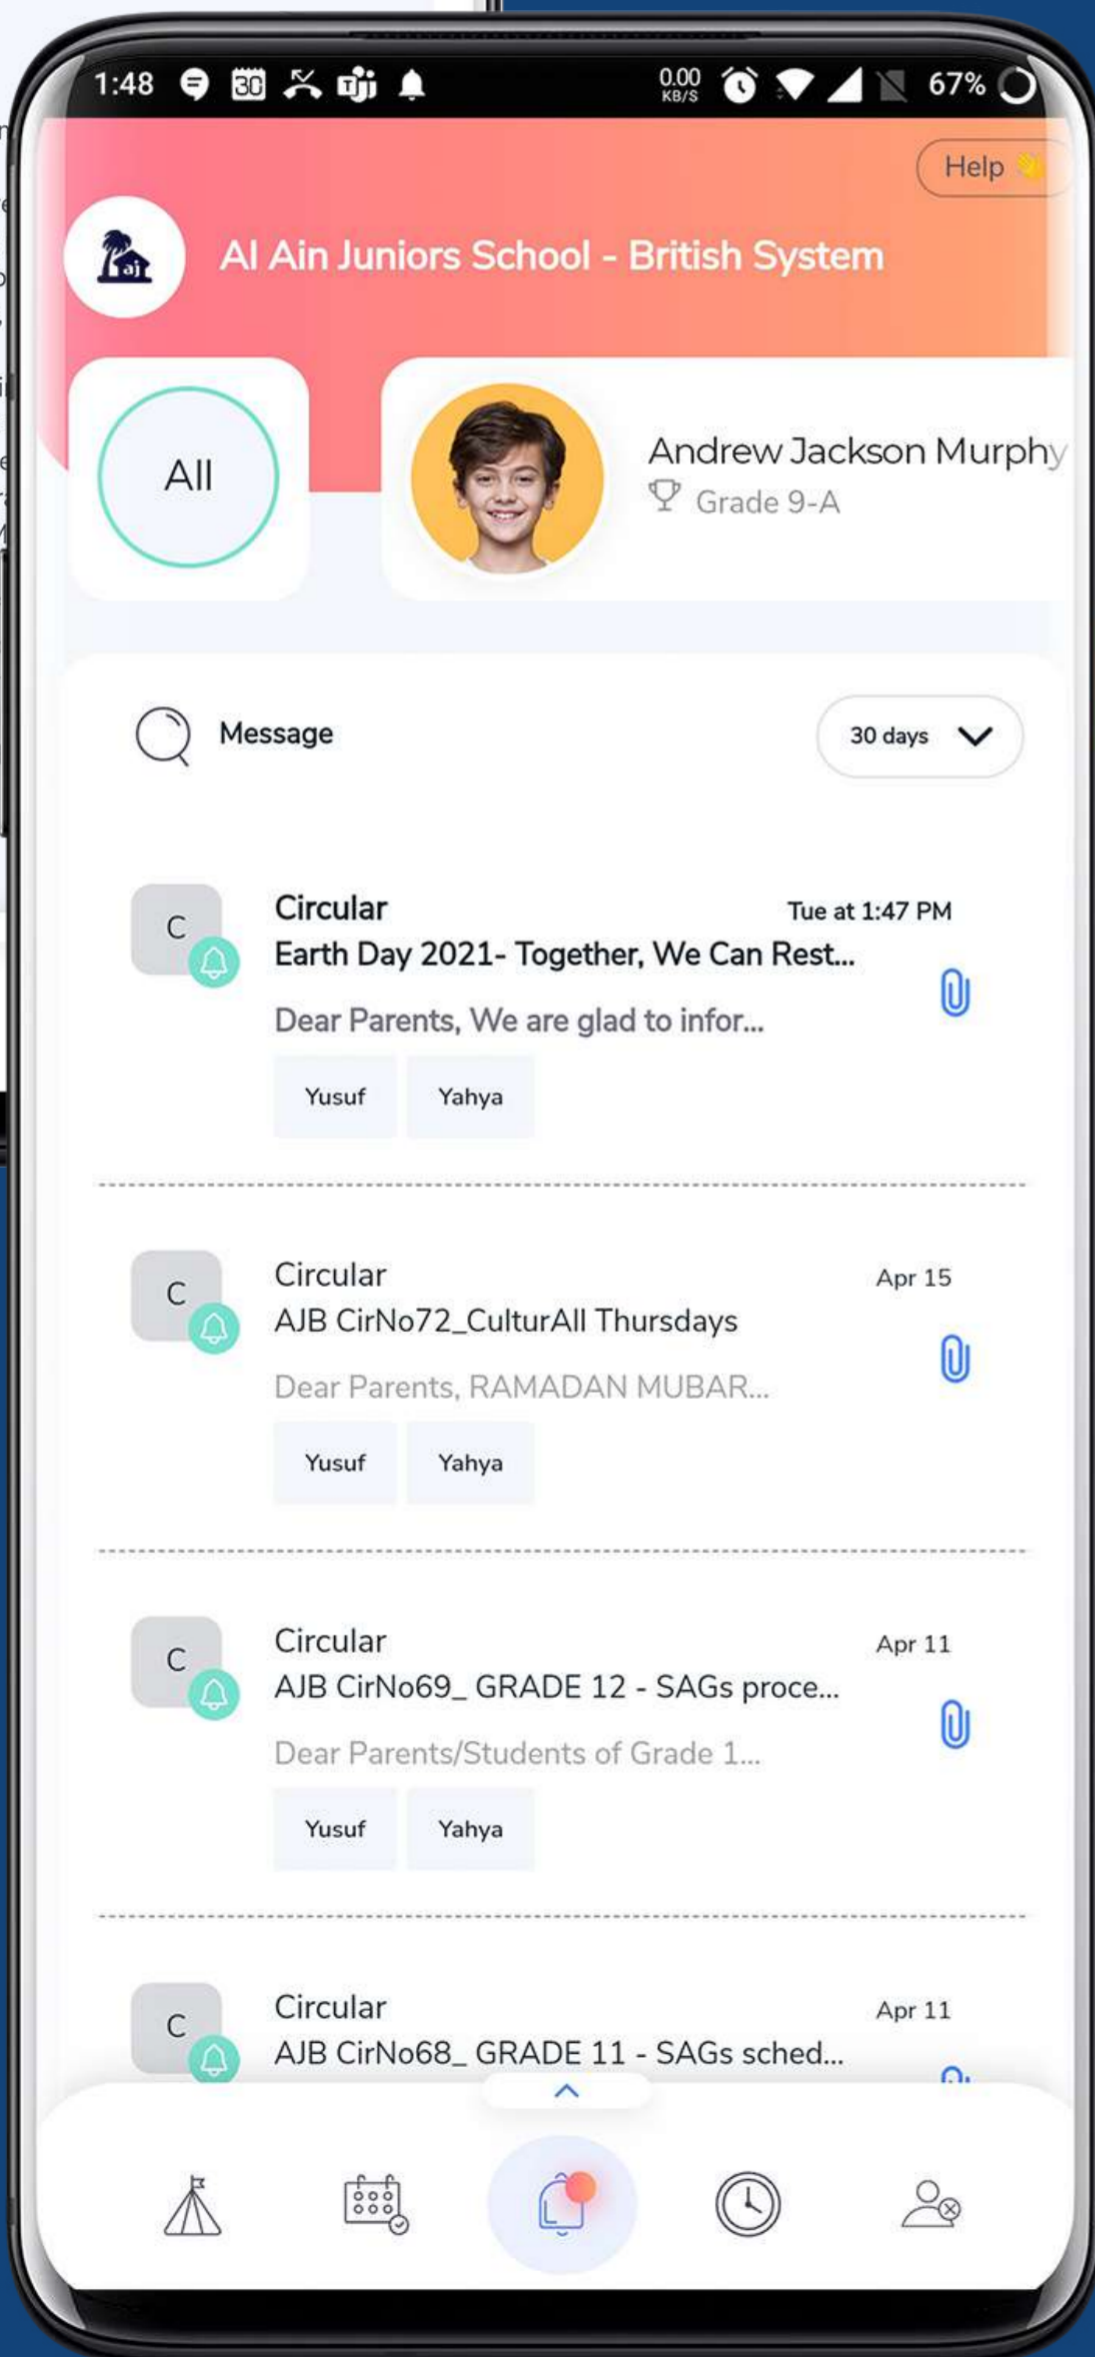 1:48
30
0.00
KB/S
67%
Help
aj
Al Ain Juniors School - British System
All
Andrew Jackson Murphy
Grade 9-A
Message
30 days
C
Circular
Tue at 1:47 PM
Earth Day 2021- Together, We Can Rest...
Dear Parents, We are glad to infor...
Yusuf
Yahya
C
Circular
Apr 15
AJB CirNo72_CulturAll Thursdays
Dear Parents, RAMADAN MUBAR...
Yusuf
Yahya
C
Circular
Apr 11
AJB CirNo69_ GRADE 12 - SAGs proce...
Dear Parents/Students of Grade 1...
Yusuf
Yahya
C
Circular
Apr 11
AJB CirNo68_ GRADE 11 - SAGs sched...